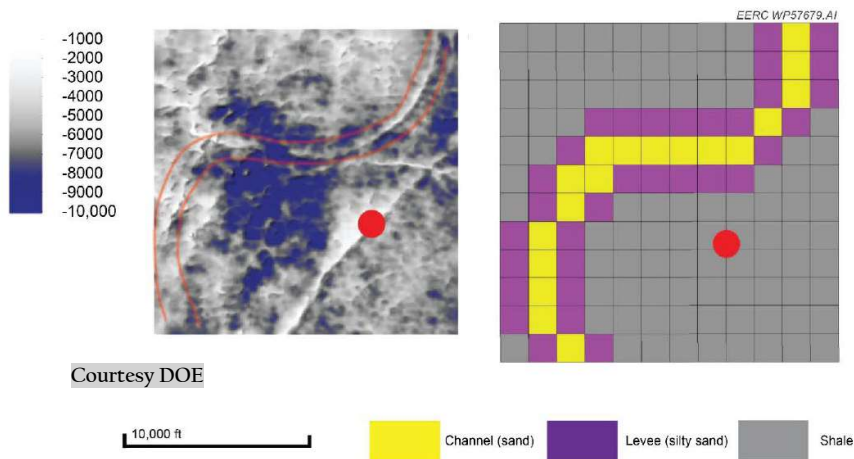 EERC WP57679.AI
-1000
-2000
-3000
-4000
-5000
-6000
-7000
-8000
-9000
-10,000
Courtesy DOE
10,000 ft
Channel (sand)
Levee (silty sand)
Shale